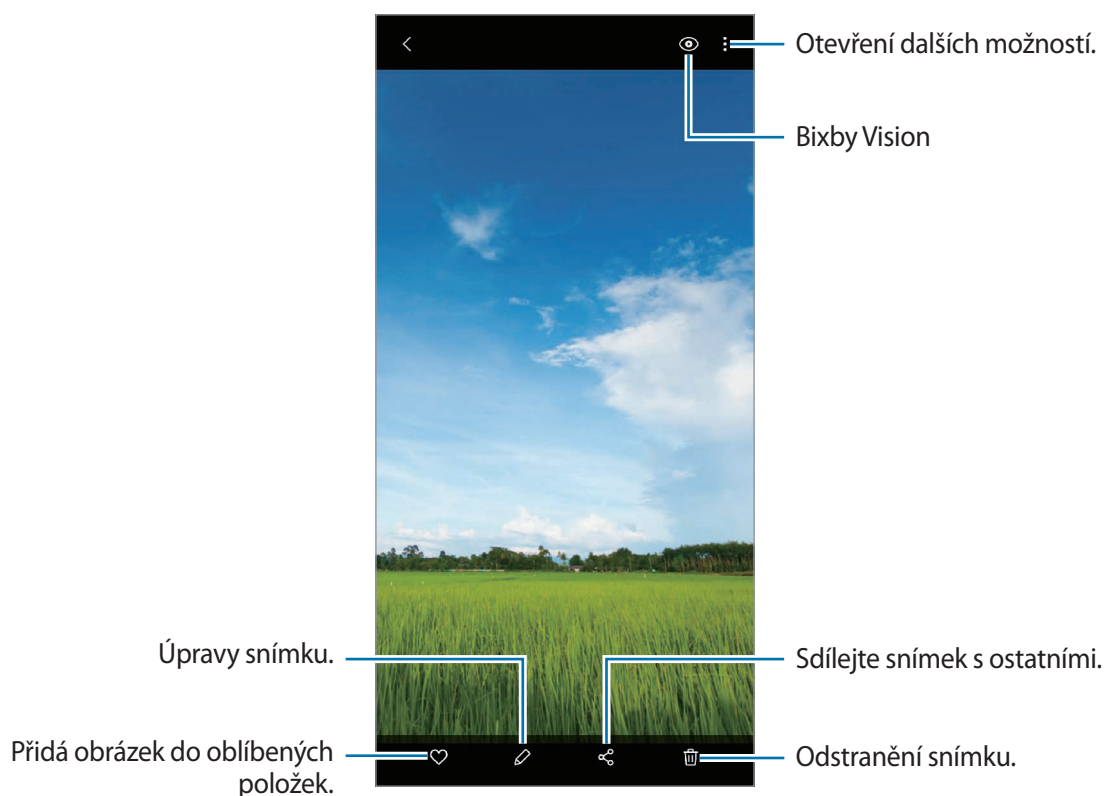 Otevření dalších možností.
Bixby Vision
Úpravy snímku.
Sdílejte snímek s ostatními.
Přidá obrázek do oblíbených
položek.
Odstranění snímku.